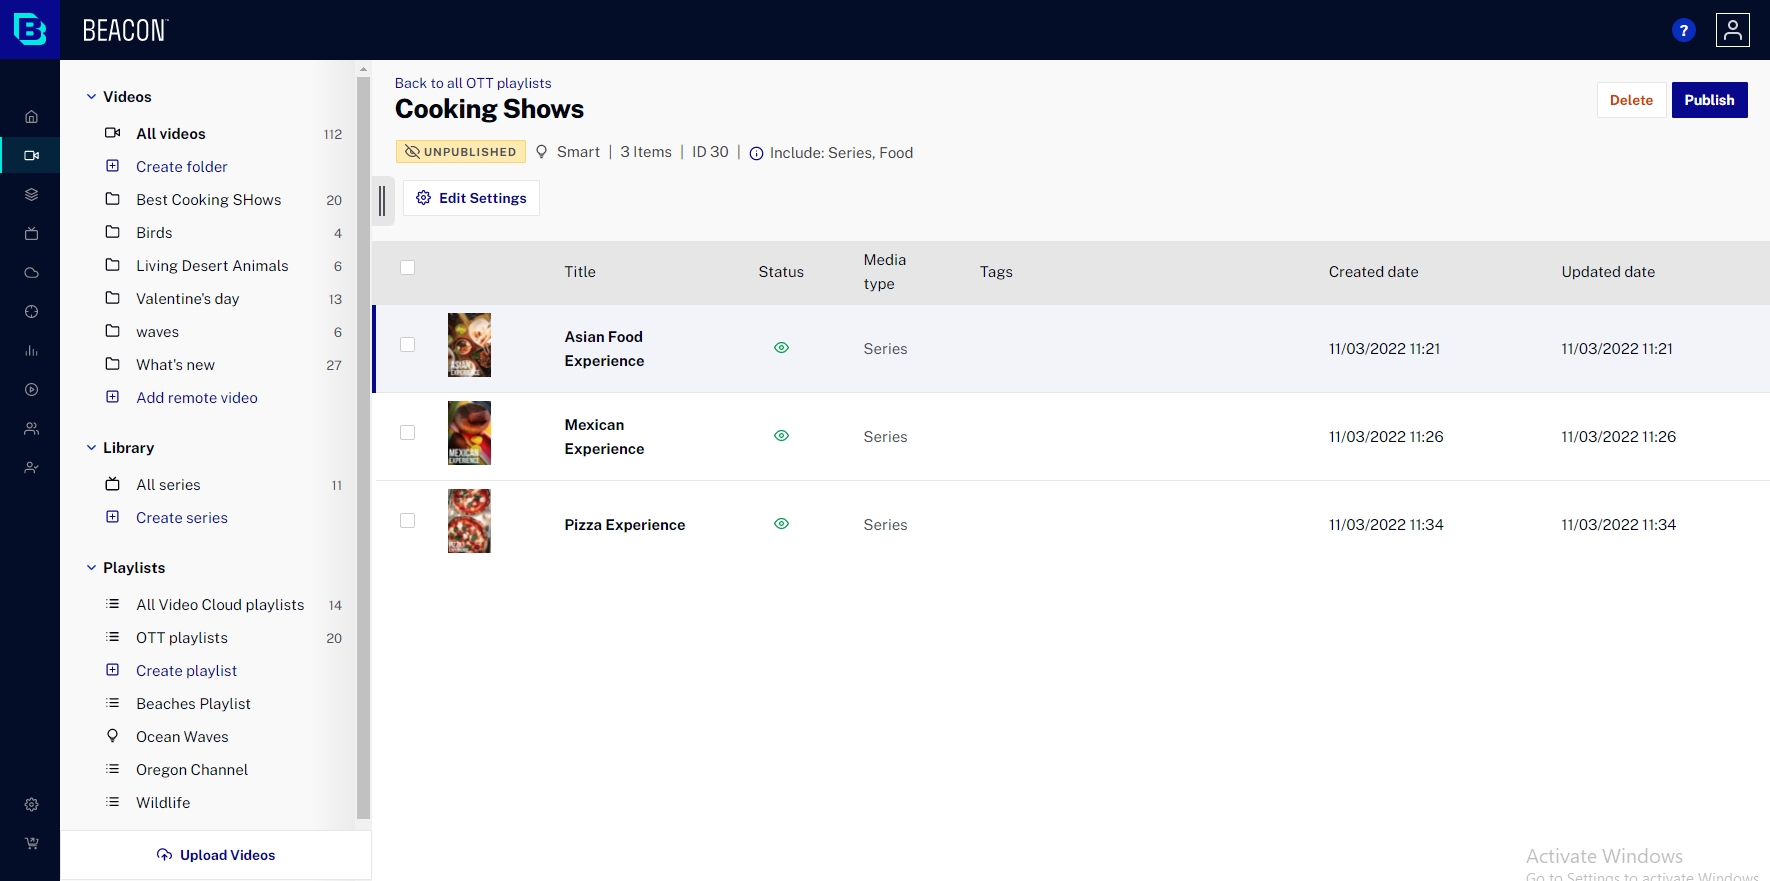 BEACON
?
Videos
All videos 112
Create folder
Best Cooking SHows 20
Birds 4
Living Desert Animals 6
Valentine's day 13
waves 6
What's new 27
Add remote video
Library
All series 11
Create series
Playlists
All Video Cloud playlists 14
OTT playlists 20
Create playlist
Beaches Playlist
Ocean Waves
Oregon Channel
Wildlife
Upload Videos
Back to all OTT playlists
Cooking Shows
Delete
Publish
UNPUBLISHED Smart | 3 Items | ID 30 | Include: Series, Food
Edit Settings
Title Status Media type Tags Created date Updated date
ASIAN EXPERIENCE
Asian Food
Experience
Series 11/03/2022 11:21 11/03/2022 11:21
MEXICAN
EXPERIENCE
Mexican
Experience
Series 11/03/2022 11:26 11/03/2022 11:26
Pizza Experience Series 11/03/2022 11:34 11/03/2022 11:34
Activate Windows
Go to Settings to activate Windows.